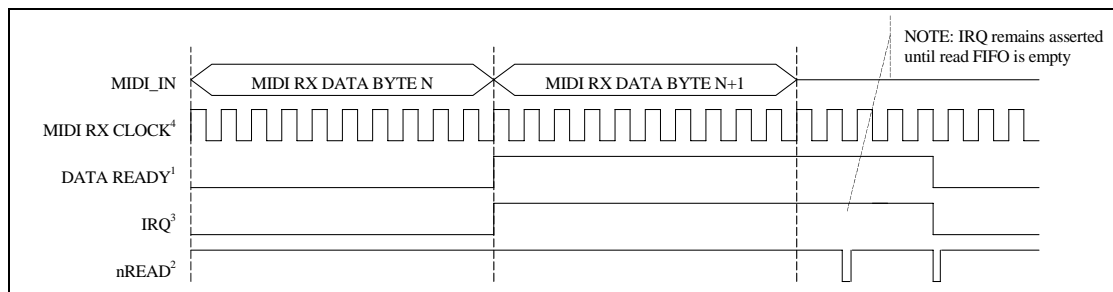 NOTE: IRQ remains asserted
until read FIFO is empty
MIDI_IN
MIDI RX DATA BYTE N
MIDI RX DATA BYTE N+1
MIDI RX CLOCK⁴
DATA READY¹
IRQ³
nREAD²